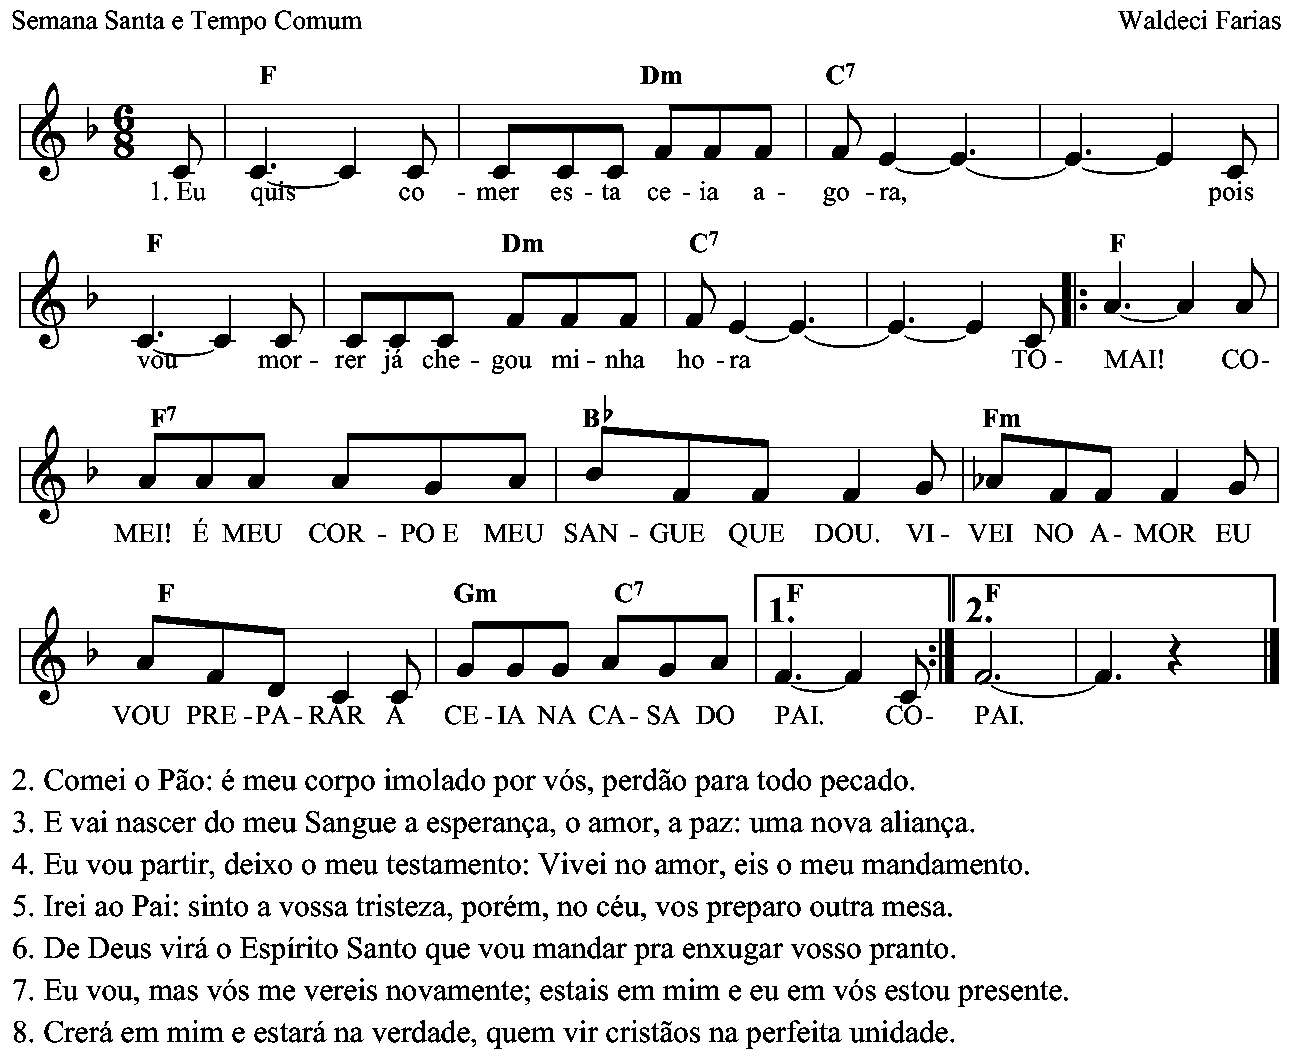 Semana Santa e Tempo Comum Waldeci Farias
F Dm C7
6
8
1. Eu quis co - mer es - ta ce - ia a - go - ra, pois
F Dm C7 F
vou mor - rer já che - gou mi - nha ho - ra TO - MAI! CO -
F7 B♭ Fm
MEI! É MEU COR - PO E MEU SAN - GUE QUE DOU. VI - VEI NO A - MOR EU
F Gm C7 1. F 2. F
VOU PRE - PA - RAR A CE - IA NA CA - SA DO PAI. CO - PAI.
2. Comei o Pão: é meu corpo imolado por vós, perdão para todo pecado.
3. E vai nascer do meu Sangue a esperança, o amor, a paz: uma nova aliança.
4. Eu vou partir, deixo o meu testamento: Vivei no amor, eis o meu mandamento.
5. Irei ao Pai: sinto a vossa tristeza, porém, no céu, vos preparo outra mesa.
6. De Deus virá o Espírito Santo que vou mandar pra enxugar vosso pranto.
7. Eu vou, mas vós me vereis novamente; estais em mim e eu em vós estou presente.
8. Crerá em mim e estará na verdade, quem vir cristãos na perfeita unidade.